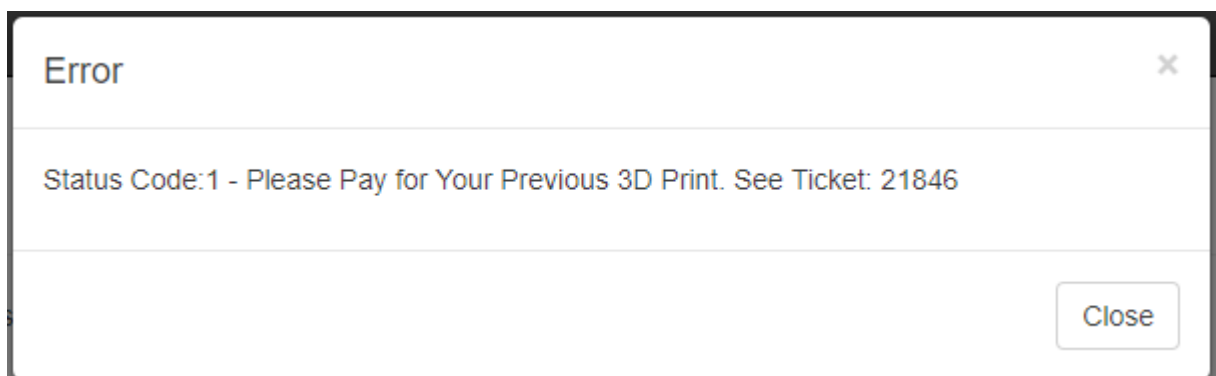 Error
×
Status Code:1 - Please Pay for Your Previous 3D Print. See Ticket: 21846
Close